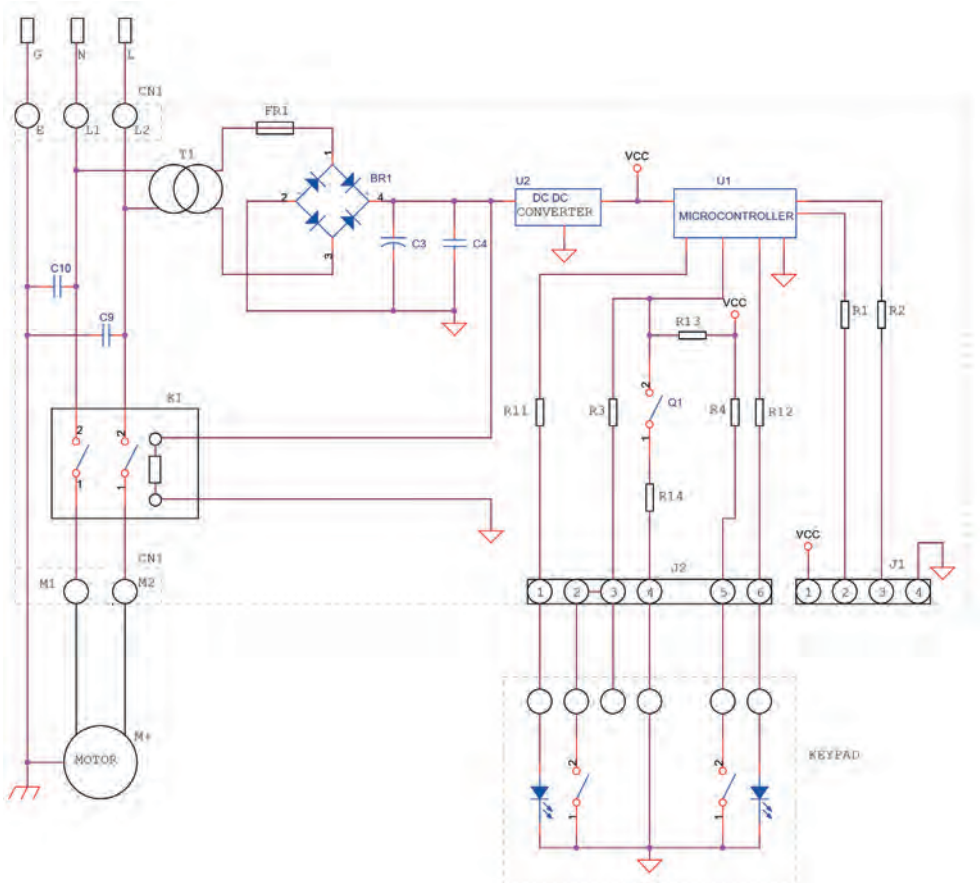 G N L
CN1
E L1 L2
FR1
T1
1
BR1
2 4
3
C3 C4
U2
DC DC
CONVERTER
VCC
U1
MICROCONTROLLER
C10
C9
VCC
R13
R1 R2
K1
2 2
1 1
R11 R3
2
Q1
1
R4 R12
R14
VCC
CN1
M1 M2
J2
1 2 3 4 5 6
J1
1 2 3 4
M+
MOTOR
KEYPAD
2 2
1 1